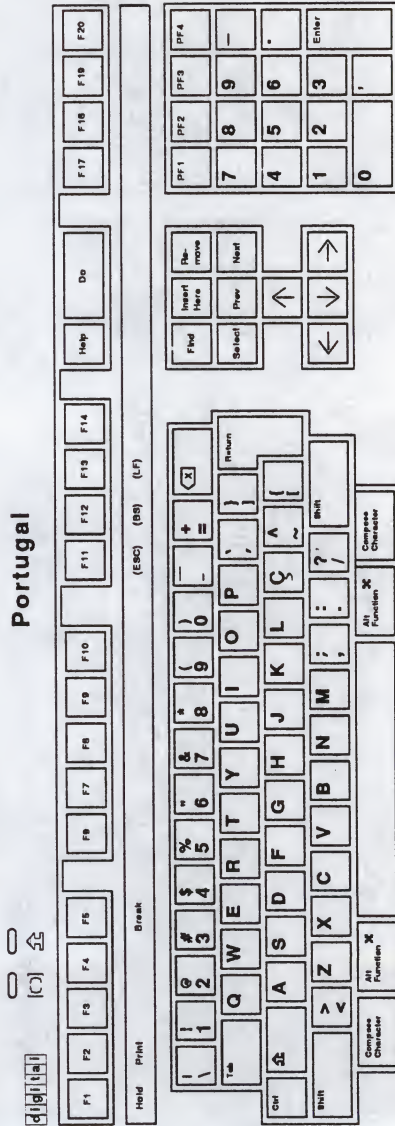 Portugal
digital
F1 F2 F3 F4 F5 F6 F7 F8 F9 F10 F11 F12 F13 F14 Help Do F17 F18 F19 F20
Hold Print Break (ESC) (BS) (LF)
| \ ! 1 @ 2 # 3 $ 4 % 5 " 6 & 7 * 8 ( 9 ) 0 _ - + =
Tab Q W E R T Y U I O P ` ´ } ] Return
Ctrl A S D F G H J K L Ç ^ ~ { [
Shift > < Z X C V B N M ; , : . ? / Shift
Compose Character Alt Function Alt Function Compose Character
Find Insert Here Re-move
Select Prev Next
↑
← ↓ →
PF1 PF2 PF3 PF4
7 8 9 –
4 5 6 .
1 2 3 Enter
0 ,